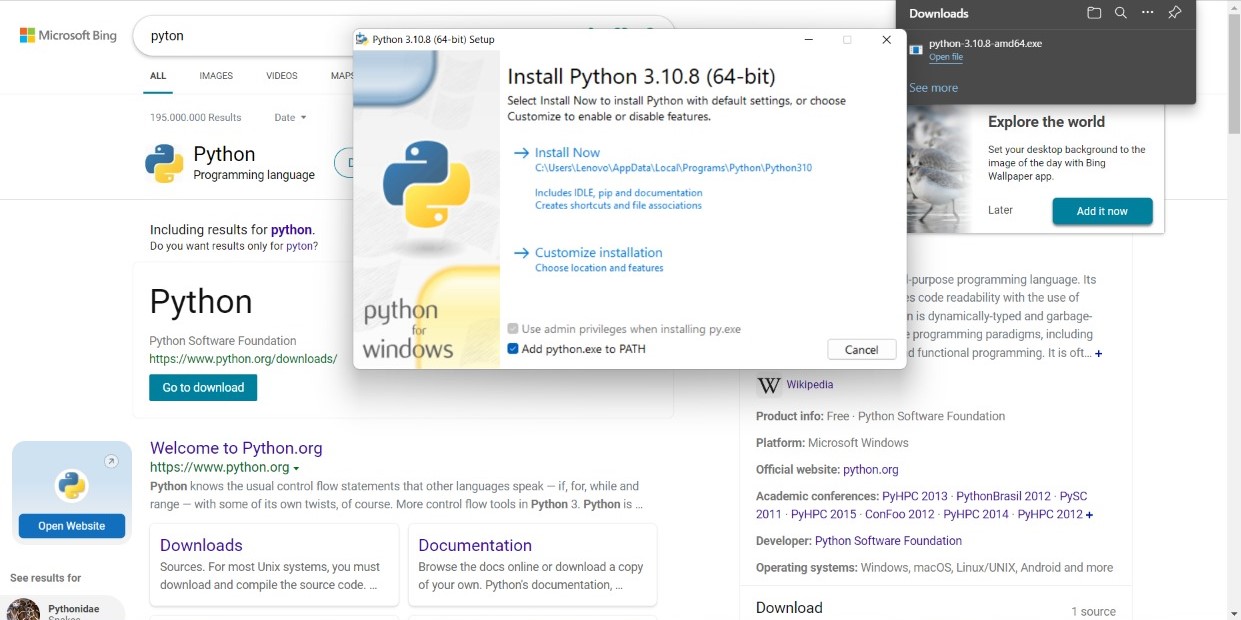 Microsoft Bing
pyton
ALL
IMAGES
VIDEOS
MAPS
195.000.000 Results
Date
Python
Programming language
Including results for python.
Do you want results only for pyton?
Python
Python Software Foundation
https://www.python.org/downloads/
Go to download
Open Website
See results for
Pythonidae
Welcome to Python.org
https://www.python.org
Python knows the usual control flow statements that other languages speak — if, for, while and
range — with some of its own twists, of course. More control flow tools in Python 3. Python is ...
Downloads
Sources. For most Unix systems, you must
download and compile the source code. ...
Documentation
Browse the docs online or download a copy
of your own. Python's documentation, ...
Python 3.10.8 (64-bit) Setup
Install Python 3.10.8 (64-bit)
Select Install Now to install Python with default settings, or choose
Customize to enable or disable features.
Install Now
C:\Users\Lenovo\AppData\Local\Programs\Python\Python310
Includes IDLE, pip and documentation
Creates shortcuts and file associations
Customize installation
Choose location and features
Use admin privileges when installing py.exe
Add python.exe to PATH
Cancel
python
for
windows
Downloads
python-3.10.8-amd64.exe
Open file
See more
Explore the world
Set your desktop background to the
image of the day with Bing
Wallpaper app.
Later
Add it now
-purpose programming language. Its
code readability with the use of
is dynamically-typed and garbage-
programming paradigms, including
functional programming. It is oft... +
W Wikipedia
Product info: Free · Python Software Foundation
Platform: Microsoft Windows
Official website: python.org
Academic conferences: PyHPC 2013 · PythonBrasil 2012 · PySC
2011 · PyHPC 2015 · ConFoo 2012 · PyHPC 2014 · PyHPC 2012 +
Developer: Python Software Foundation
Operating systems: Windows, macOS, Linux/UNIX, Android and more
Download
1 source